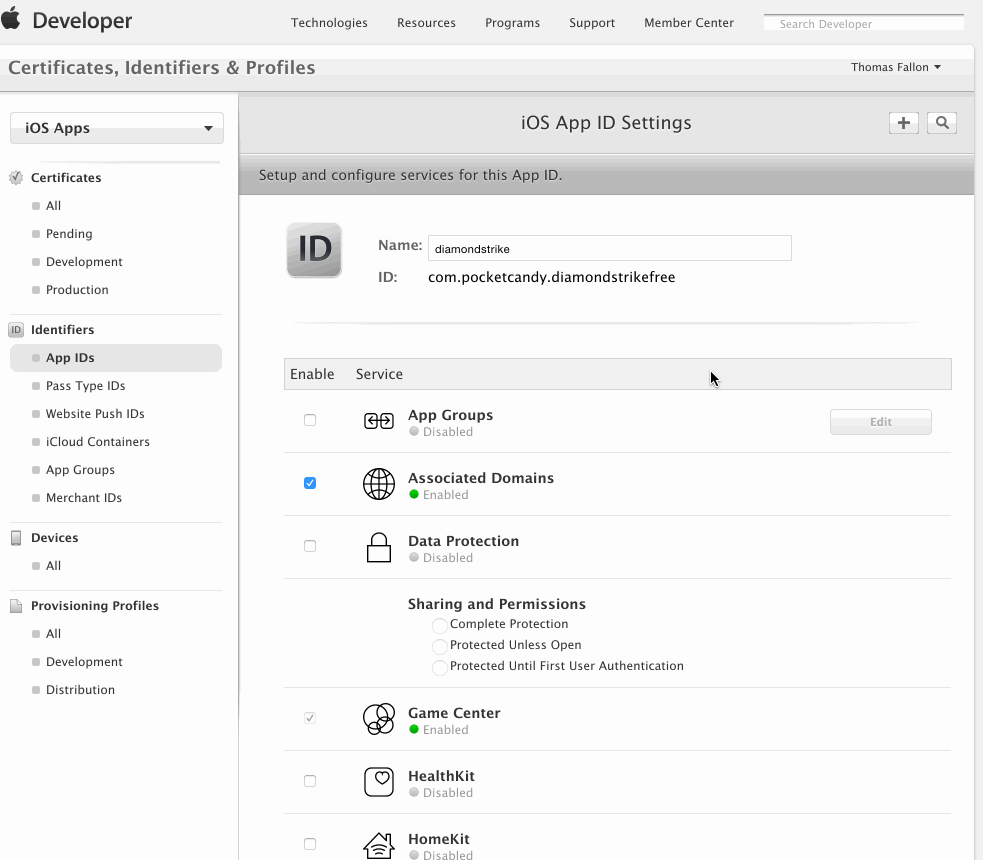 Developer
Technologies Resources Programs Support Member Center Search Developer
Certificates, Identifiers & Profiles
Thomas Fallon
iOS Apps
Certificates
All
Pending
Development
Production
ID Identifiers
App IDs
Pass Type IDs
Website Push IDs
iCloud Containers
App Groups
Merchant IDs
Devices
All
Provisioning Profiles
All
Development
Distribution
iOS App ID Settings
Setup and configure services for this App ID.
ID
Name: diamondstrike
ID: com.pocketcandy.diamondstrikefree
Enable Service
App Groups
Disabled
Edit
Associated Domains
Enabled
Data Protection
Disabled
Sharing and Permissions
Complete Protection
Protected Unless Open
Protected Until First User Authentication
Game Center
Enabled
HealthKit
Disabled
HomeKit
Disabled